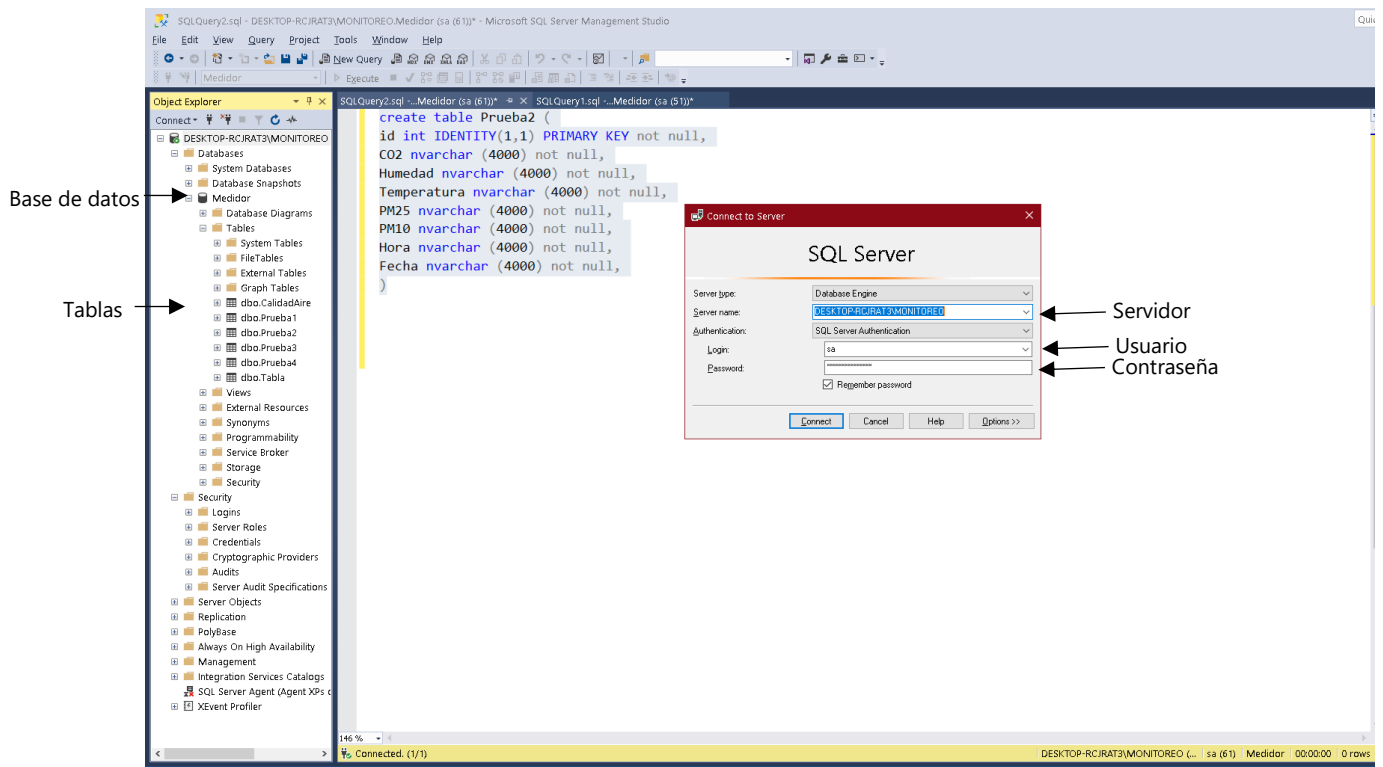 SQLQuery2.sql - DESKTOP-RCJRAT3\MONITOREO.Medidor (sa (61))* - Microsoft SQL Server Management Studio
File Edit View Query Project Tools Window Help
New Query
Medidor
Execute
Object Explorer
Connect
DESKTOP-RCJRAT3\MONITOREO
Databases
System Databases
Database Snapshots
Medidor
Database Diagrams
Tables
System Tables
FileTables
External Tables
Graph Tables
dbo.CalidadAire
dbo.Prueba1
dbo.Prueba2
dbo.Prueba3
dbo.Prueba4
dbo.Tabla
Views
External Resources
Synonyms
Programmability
Service Broker
Storage
Security
Security
Logins
Server Roles
Credentials
Cryptographic Providers
Audits
Server Audit Specifications
Server Objects
Replication
PolyBase
Always On High Availability
Management
Integration Services Catalogs
SQL Server Agent (Agent XPs
XEvent Profiler
Base de datos
Tablas
SQLQuery2.sql -...Medidor (sa (61))* SQLQuery1.sql -...Medidor (sa (51))*
create table Prueba2 (
id int IDENTITY(1,1) PRIMARY KEY not null,
CO2 nvarchar (4000) not null,
Humedad nvarchar (4000) not null,
Temperatura nvarchar (4000) not null,
PM25 nvarchar (4000) not null,
PM10 nvarchar (4000) not null,
Hora nvarchar (4000) not null,
Fecha nvarchar (4000) not null,
)
Connect to Server
SQL Server
Server type: Database Engine
Server name: DESKTOP-RCJRAT3\MONITOREO
Authentication: SQL Server Authentication
Login: sa
Password:
Remember password
Connect Cancel Help Options >>
Servidor
Usuario
Contraseña
146 %
Connected. (1/1)
DESKTOP-RCJRAT3\MONITOREO (... sa (61) Medidor 00:00:00 0 rows